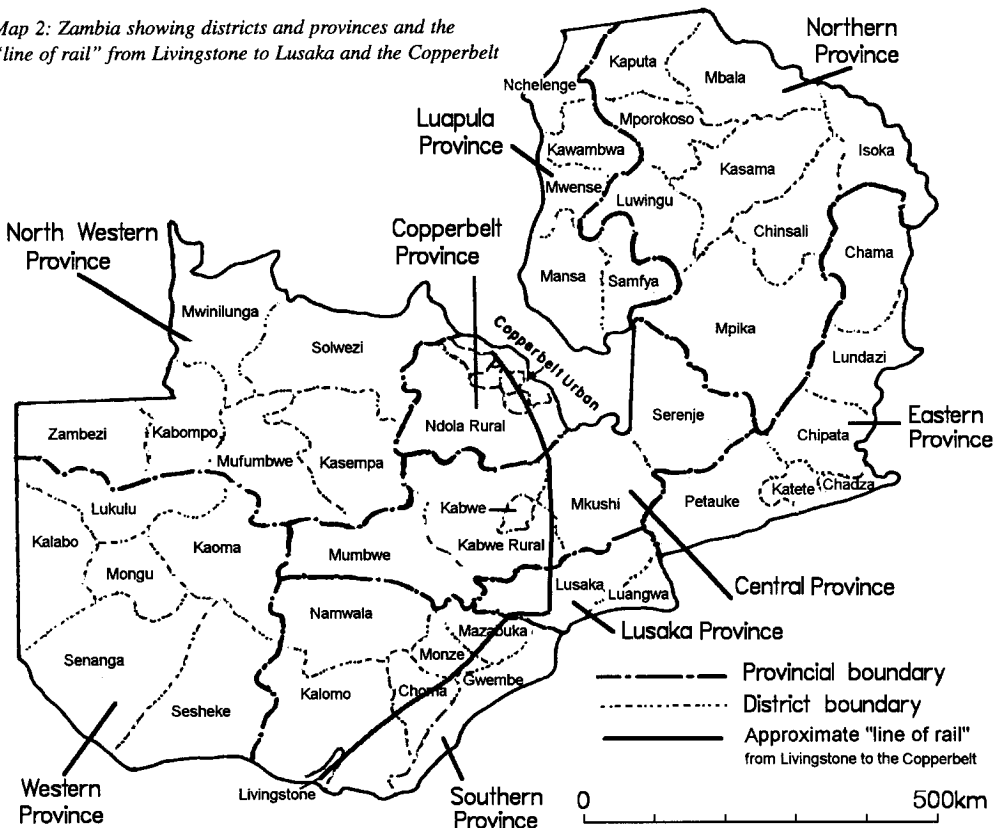 Map 2: Zambia showing districts and provinces and the
"line of rail" from Livingstone to Lusaka and the Copperbelt
Northern
Province
Kaputa
Mbala
Nchelenge
Luapula
Province
Mporokoso
Isoka
Kawambwa
Kasama
Mwense
Luwingu
North Western
Province
Copperbelt
Province
Chinsali
Chama
Mansa
Samfya
Mwinilunga
Solwezi
Copperbelt Urban
Mpika
Lundazi
Serenje
Eastern
Province
Zambezi
Kabompo
Ndola Rural
Chipata
Mufumbwe
Kasempa
Katete
Chadza
Lukulu
Kabwe
Mkushi
Petauke
Kalabo
Kaoma
Kabwe Rural
Mumbwe
Mongu
Central Province
Lusaka
Luangwa
Namwala
Lusaka Province
Mazabuka
Monze
Senanga
Gwembe
Kalomo
Choma
Sesheke
Provincial boundary
District boundary
Approximate "line of rail"
from Livingstone to the Copperbelt
Western
Province
Livingstone
Southern
Province
0
500km